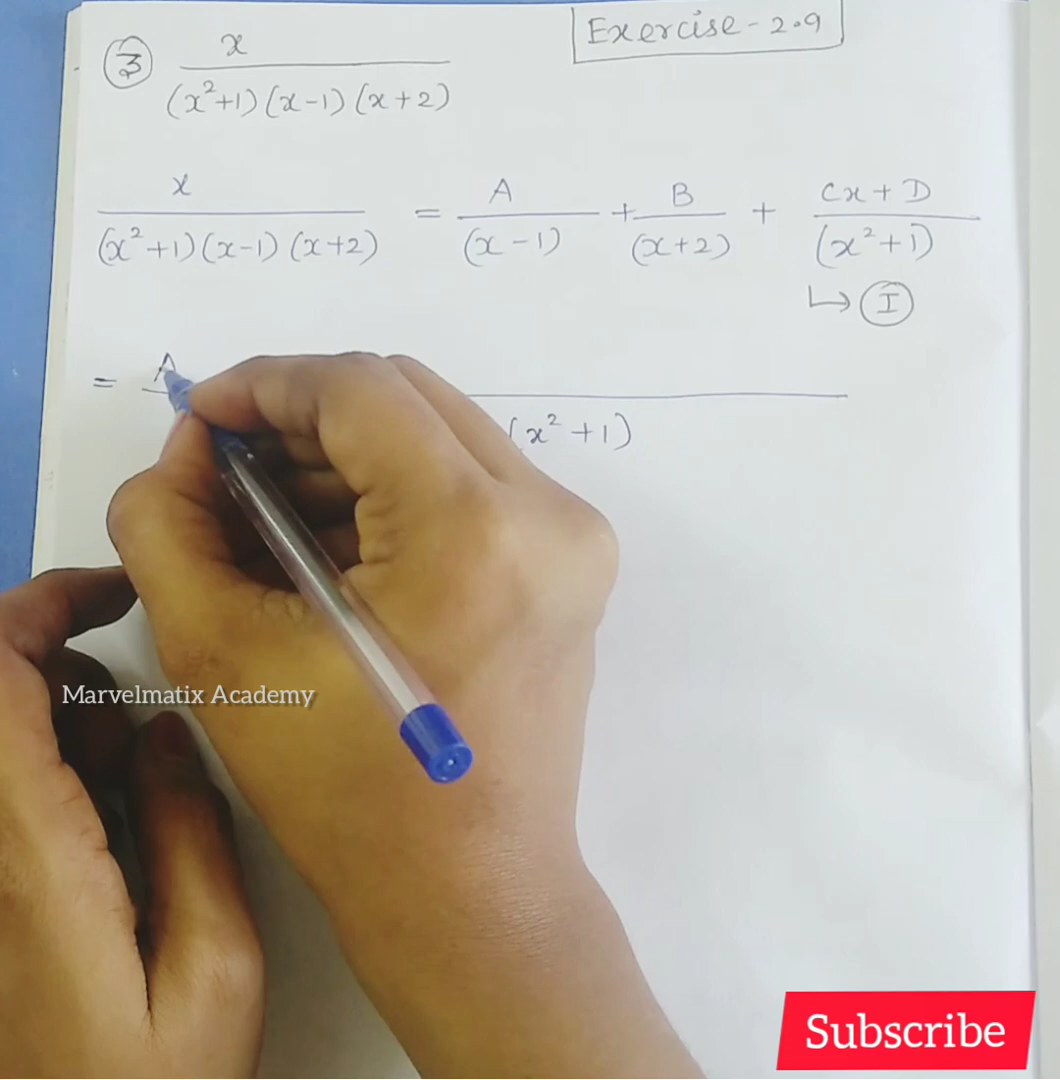 Exercise - 2.9
③ x
(x²+1)(x-1)(x+2)
x / (x²+1)(x-1)(x+2) = A / (x-1) + B / (x+2) + Cx+D / (x²+1)
↳ Ⓘ
= A
(x²+1)
Marvelmatix Academy
Subscribe